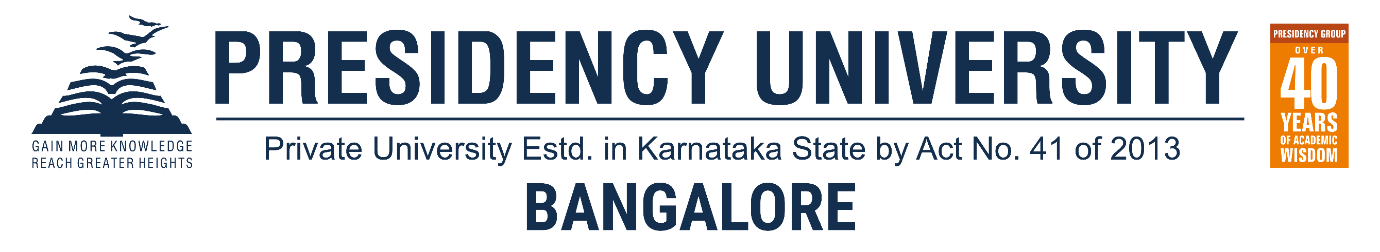 GAIN MORE KNOWLEDGE
REACH GREATER HEIGHTS
PRESIDENCY UNIVERSITY
Private University Estd. in Karnataka State by Act No. 41 of 2013
BANGALORE
PRESIDENCY GROUP
OVER
40
YEARS
OF ACADEMIC
WISDOM